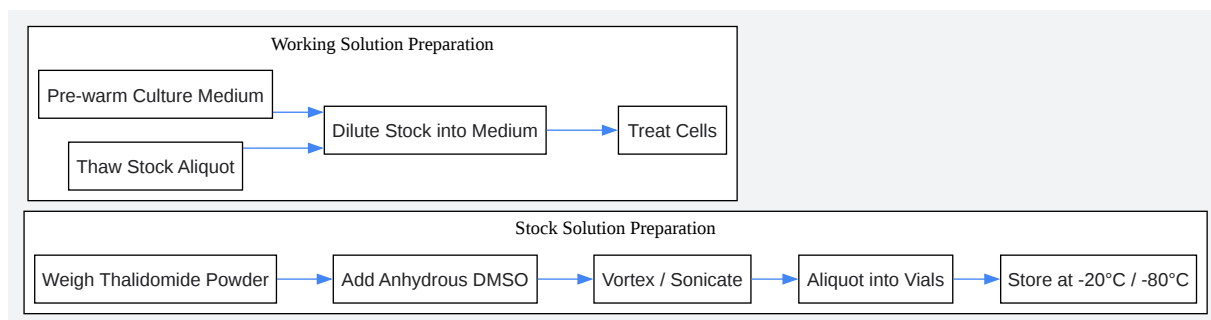 Working Solution Preparation
Pre-warm Culture Medium
Thaw Stock Aliquot
Dilute Stock into Medium
Treat Cells
Stock Solution Preparation
Weigh Thalidomide Powder
Add Anhydrous DMSO
Vortex / Sonicate
Aliquot into Vials
Store at -20°C / -80°C